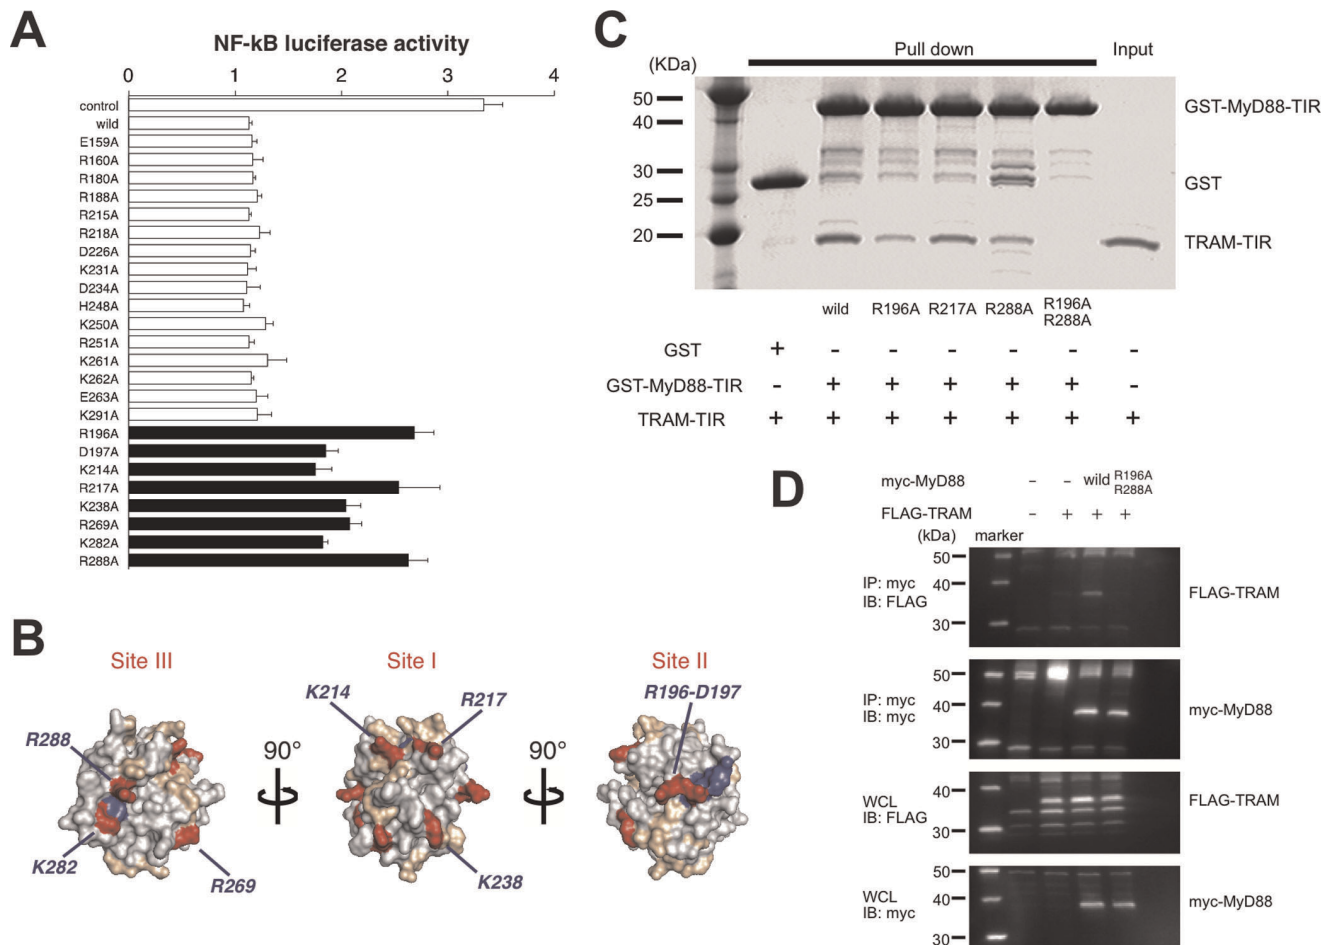 A
NF-kB luciferase activity
0 1 2 3 4
control
wild
E159A
R160A
R180A
R188A
R215A
R218A
D226A
K231A
D234A
H248A
K250A
R251A
K261A
K262A
E263A
K291A
R196A
D197A
K214A
R217A
K238A
R269A
K282A
R288A
B
Site III
Site I
Site II
R288
K282
R269
90°
K214
R217
K238
90°
R196-D197
C
Pull down
Input
(KDa)
50
40
30
25
20
GST-MyD88-TIR
GST
TRAM-TIR
wild R196A R217A R288A R196A
R288A
GST + - - - - - -
GST-MyD88-TIR - + + + + + -
TRAM-TIR + + + + + + +
D
myc-MyD88 - - wild R196A
R288A
FLAG-TRAM - + + +
(kDa) marker
50
40
30
IP: myc
IB: FLAG
FLAG-TRAM
50
40
30
IP: myc
IB: myc
myc-MyD88
40
30
WCL
IB: FLAG
FLAG-TRAM
50
40
30
WCL
IB: myc
myc-MyD88